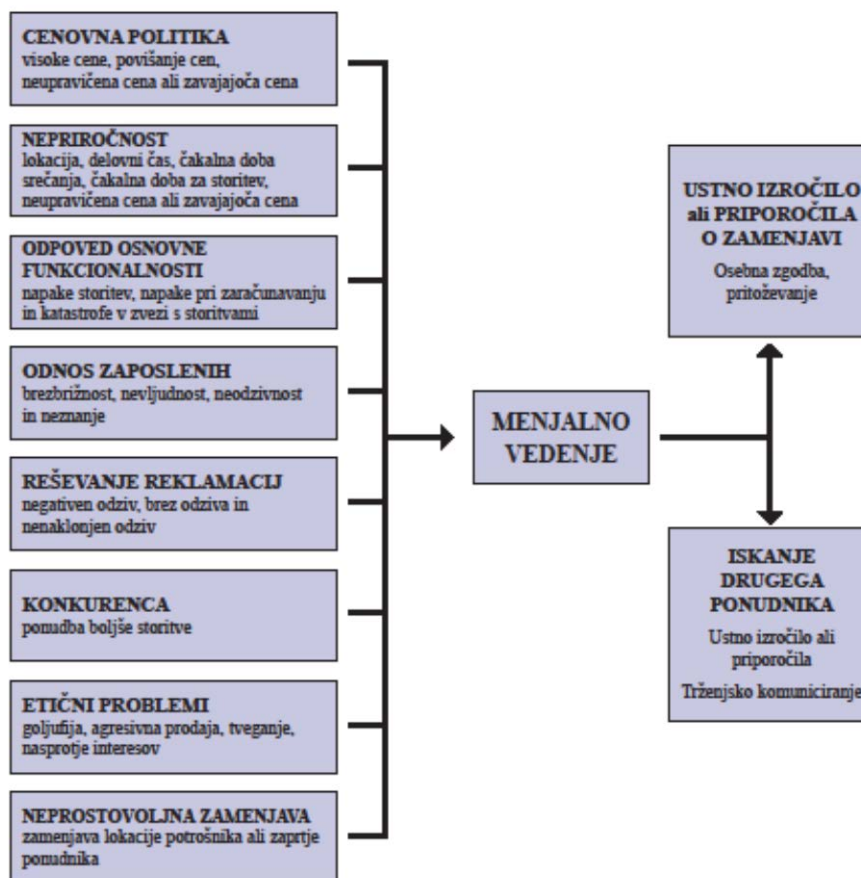 CENOVNA POLITIKA
visoke cene, povišanje cen,
neupravičena cena ali zavajajoča cena
NEPRIROČNOST
lokacija, delovni čas, čakalna doba
srečanja, čakalna doba za storitev,
neupravičena cena ali zavajajoča cena
ODPOVED OSNOVNE
FUNKCIONALNOSTI
napake storitev, napake pri zaračunavanju
in katastrofe v zvezi s storitvami
ODNOS ZAPOSLENIH
brezbrižnost, nevljudnost, neodzivnost
in neznanje
REŠEVANJE REKLAMACIJ
negativen odziv, brez odziva in
nenaklonjen odziv
KONKURENCA
ponudba boljše storitve
ETIČNI PROBLEMI
goljufija, agresivna prodaja, tveganje,
nasprotje interesov
NEPROSTOVOLJNA ZAMENJAVA
zamenjava lokacije potrošnika ali zaprtje
ponudnika
MENJALNO
VEDENJE
USTNO IZROČILO
ali PRIPOROČILA
O ZAMENJAVI
Osebna zgodba,
pritoževanje
ISKANJE
DRUGEGA
PONUDNIKA
Ustno izročilo ali
priporočila
Trženjsko komuniciranje